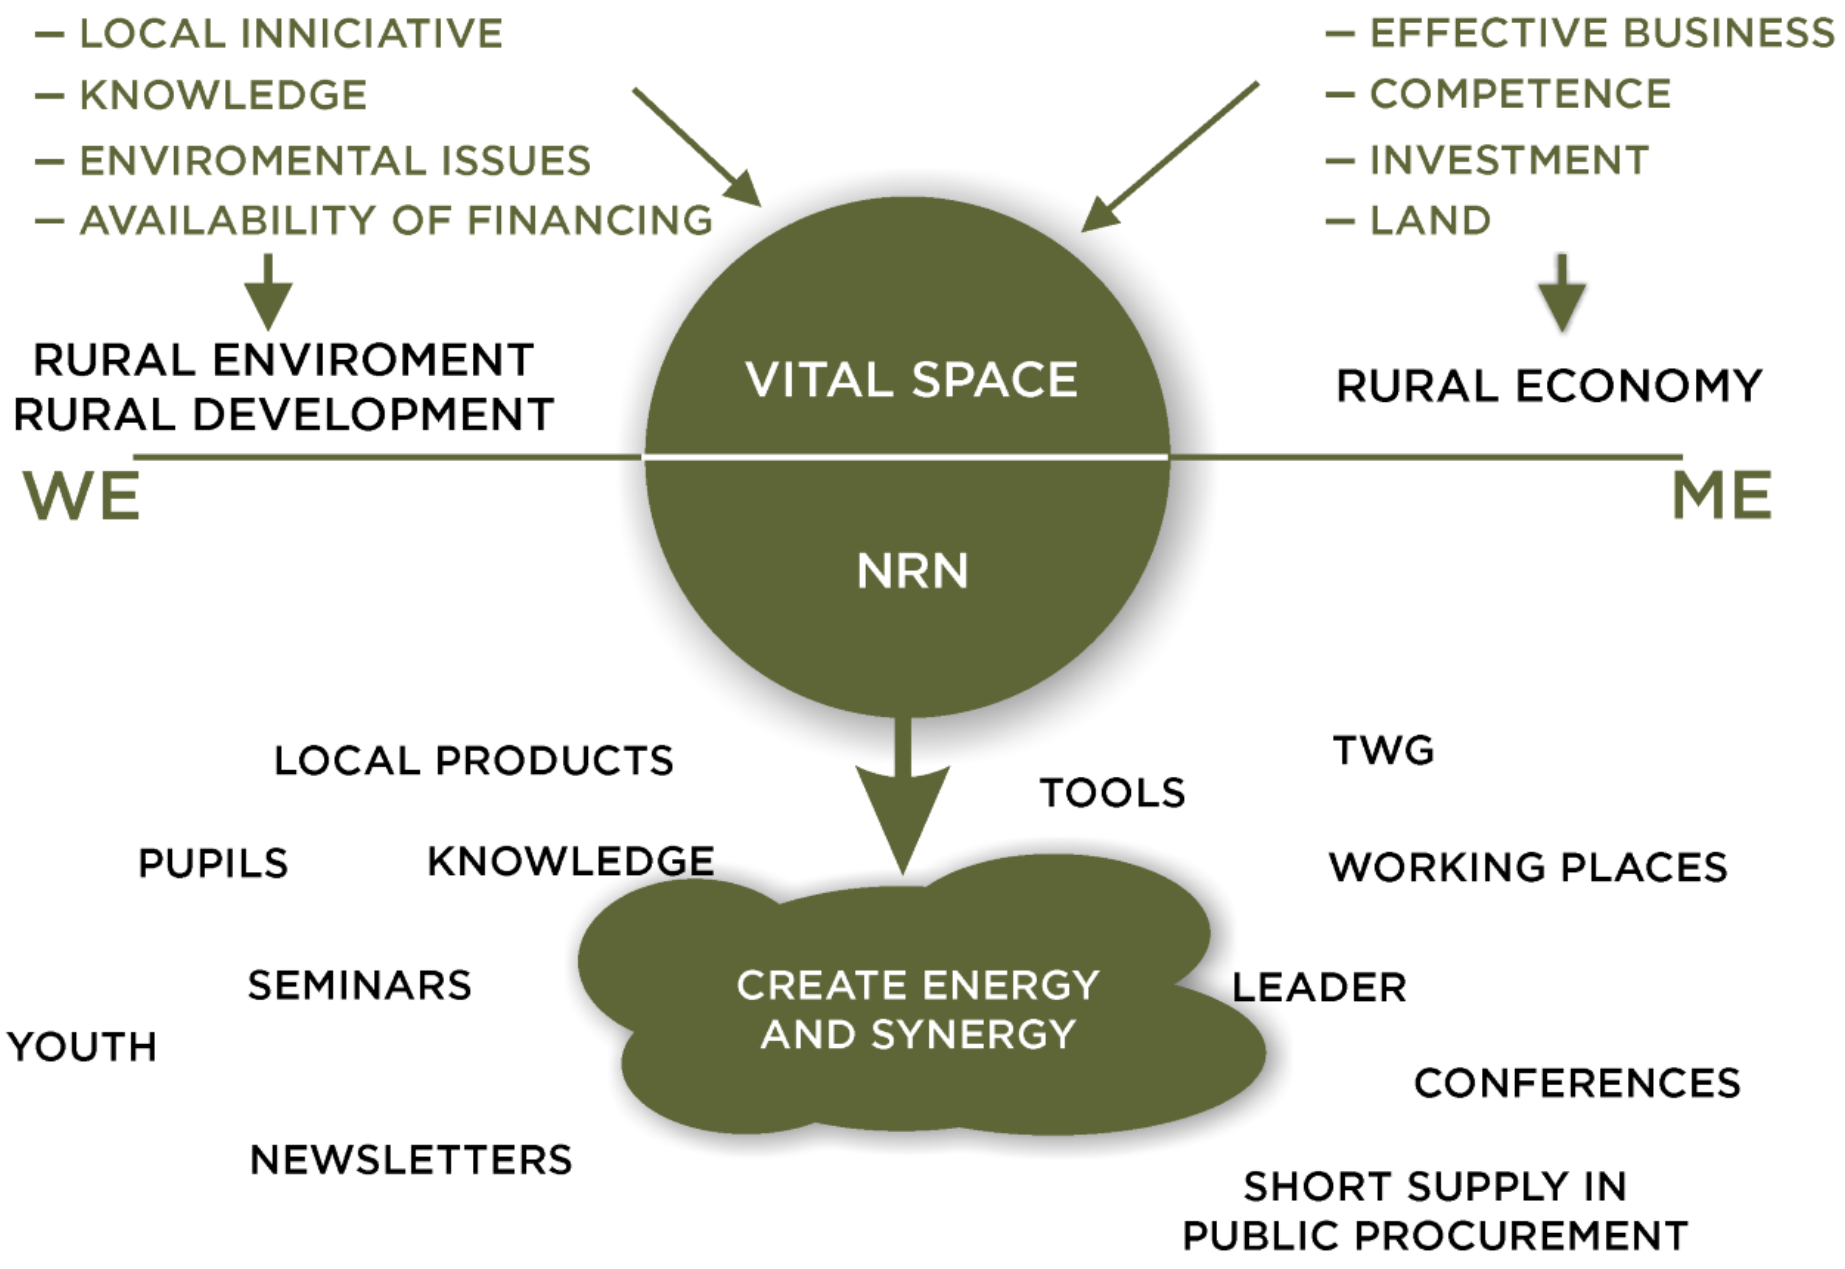 — LOCAL INNICIATIVE
— KNOWLEDGE
— ENVIROMENTAL ISSUES
— AVAILABILITY OF FINANCING
— EFFECTIVE BUSINESS
— COMPETENCE
— INVESTMENT
— LAND
RURAL ENVIROMENT
RURAL DEVELOPMENT
VITAL SPACE
RURAL ECONOMY
WE
ME
NRN
LOCAL PRODUCTS
TWG
TOOLS
PUPILS
KNOWLEDGE
WORKING PLACES
SEMINARS
CREATE ENERGY
AND SYNERGY
LEADER
YOUTH
CONFERENCES
NEWSLETTERS
SHORT SUPPLY IN
PUBLIC PROCUREMENT